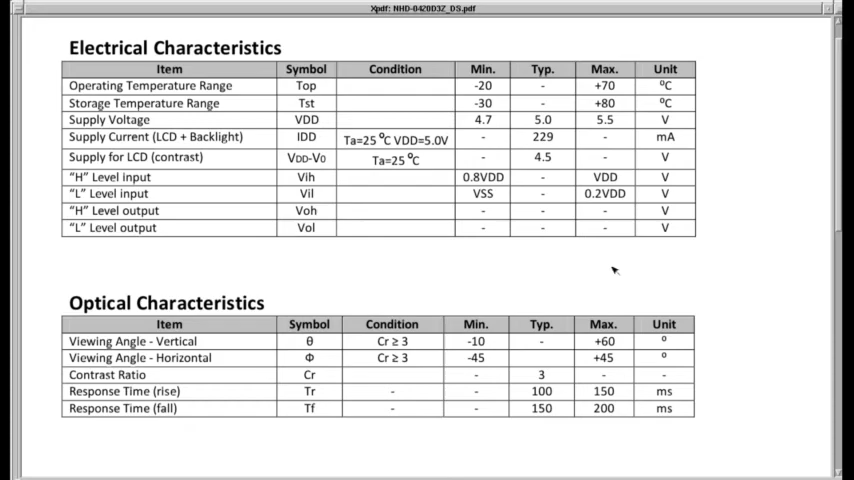 Xpdf: NHD-0420D3Z_DS.pdf
Electrical Characteristics
Item Symbol Condition Min. Typ. Max. Unit
Operating Temperature Range Top -20 - +70 ⁰C
Storage Temperature Range Tst -30 - +80 ⁰C
Supply Voltage VDD 4.7 5.0 5.5 V
Supply Current (LCD + Backlight) IDD Ta=25 ⁰C VDD=5.0V - 229 - mA
Supply for LCD (contrast) VDD-V0 Ta=25 ⁰C - 4.5 - V
“H” Level input Vih 0.8VDD - VDD V
“L” Level input Vil VSS - 0.2VDD V
“H” Level output Voh - - - V
“L” Level output Vol - - - V
Optical Characteristics
Item Symbol Condition Min. Typ. Max. Unit
Viewing Angle - Vertical θ Cr ≥ 3 -10 - +60 ⁰
Viewing Angle - Horizontal Φ Cr ≥ 3 -45 - +45 ⁰
Contrast Ratio Cr - 3 - -
Response Time (rise) Tr - - 100 150 ms
Response Time (fall) Tf - - 150 200 ms